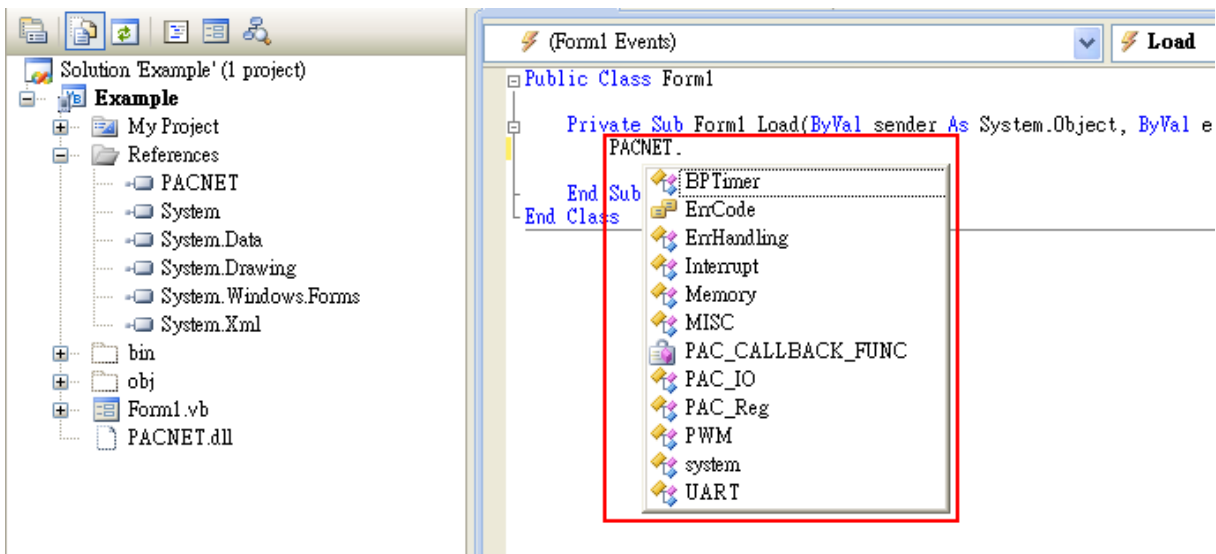 Solution 'Example' (1 project)
Example
My Project
References
PACNET
System
System.Data
System.Drawing
System.Windows.Forms
System.Xml
bin
obj
Form1.vb
PACNET.dll
(Form1 Events)
Load
Public Class Form1
Private Sub Form1_Load(ByVal sender As System.Object, ByVal e
PACNET.
BPTimer
ErrCode
ErrHandling
Interrupt
Memory
MISC
PAC_CALLBACK_FUNC
PAC_IO
PAC_Reg
PWM
system
UART
End Sub
End Class